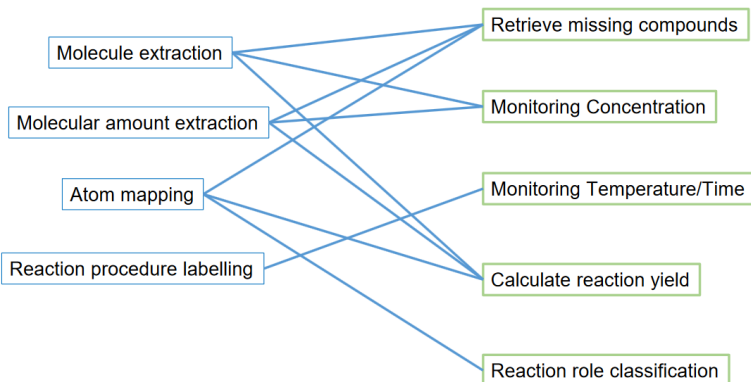 Molecule extraction
Molecular amount extraction
Atom mapping
Reaction procedure labelling
Retrieve missing compounds
Monitoring Concentration
Monitoring Temperature/Time
Calculate reaction yield
Reaction role classification